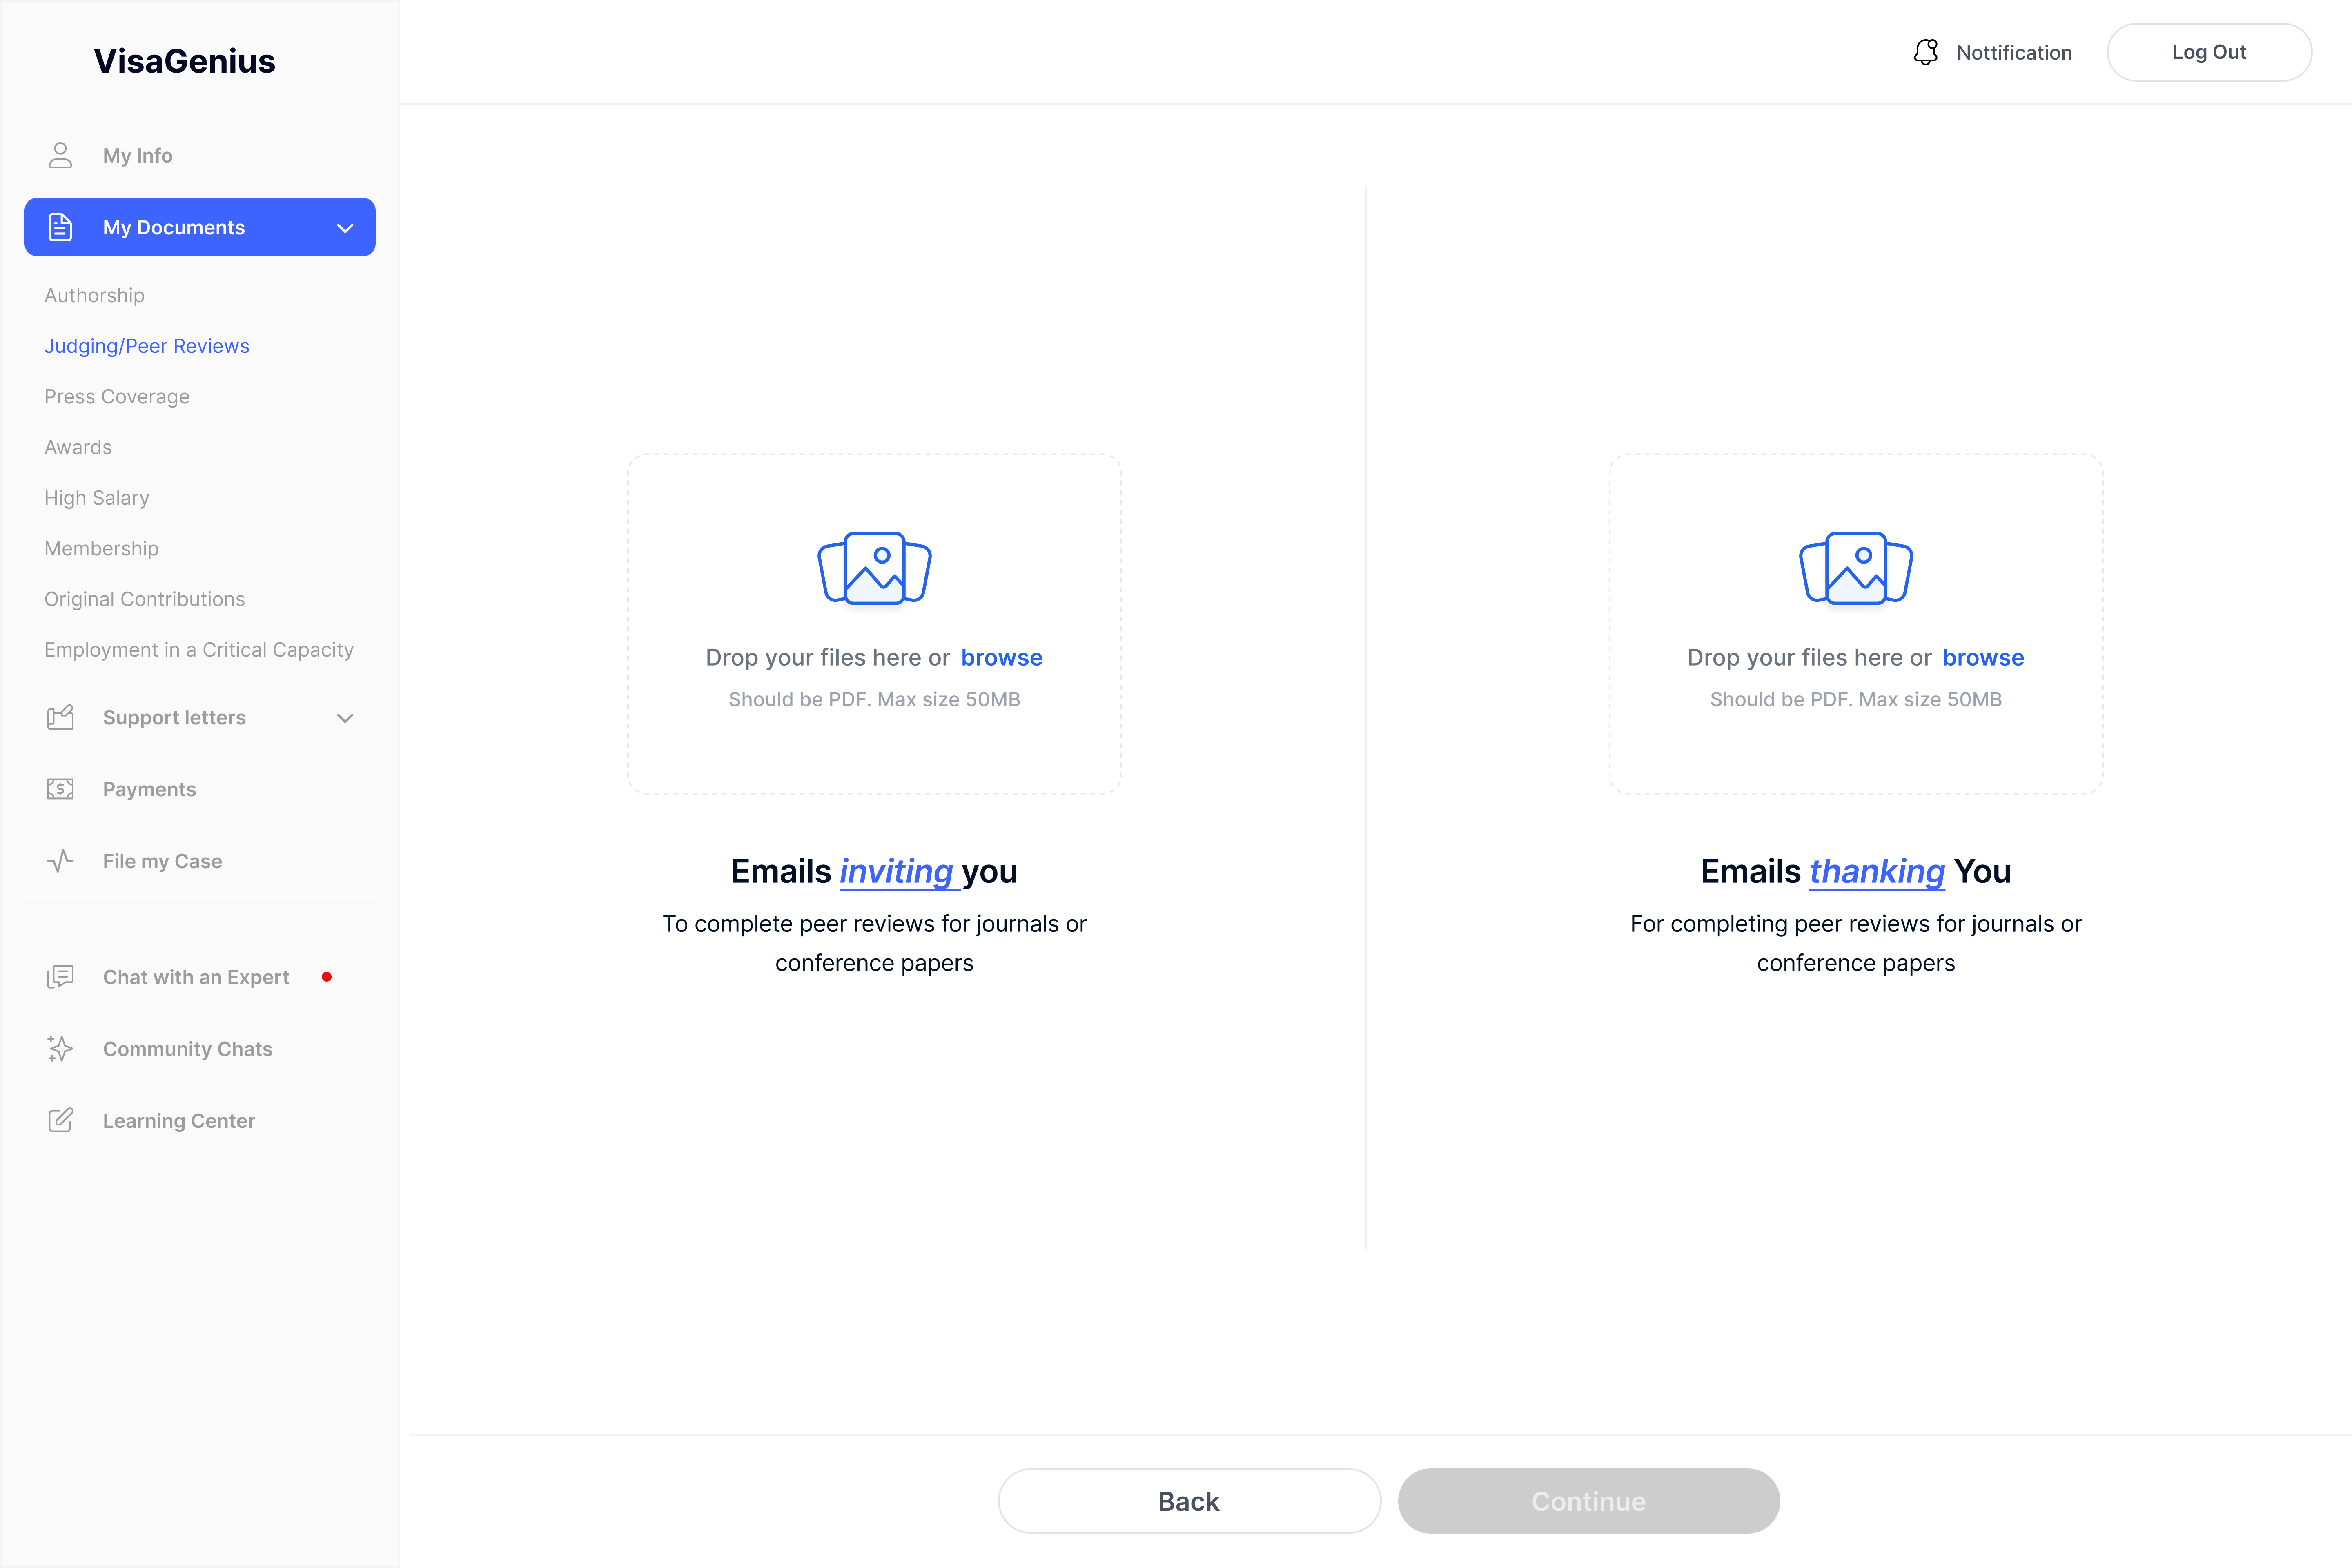 VisaGenius
Nottification
Log Out
My Info
My Documents
Authorship
Judging/Peer Reviews
Press Coverage
Awards
High Salary
Membership
Original Contributions
Employment in a Critical Capacity
Support letters
Payments
File my Case
Chat with an Expert
Community Chats
Learning Center
Drop your files here or browse
Should be PDF. Max size 50MB
Emails inviting you
To complete peer reviews for journals or
conference papers
Drop your files here or browse
Should be PDF. Max size 50MB
Emails thanking You
For completing peer reviews for journals or
conference papers
Back
Continue